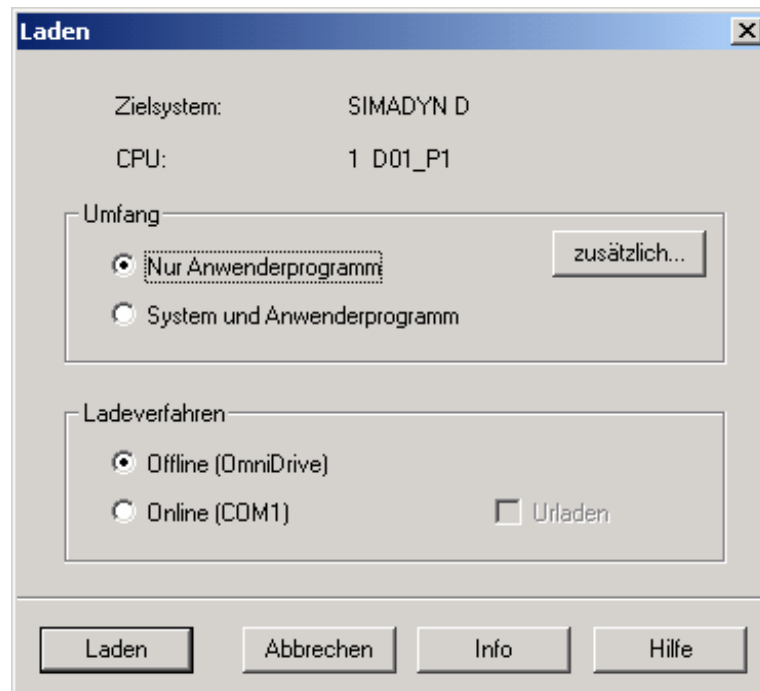 Laden
Zielsystem: SIMADYN D
CPU: 1 D01_P1
Umfang
Nur Anwenderprogramm
zusätzlich...
System und Anwenderprogramm
Ladeverfahren
Offline (OmniDrive)
Online (COM1) Urladen
Laden Abbrechen Info Hilfe